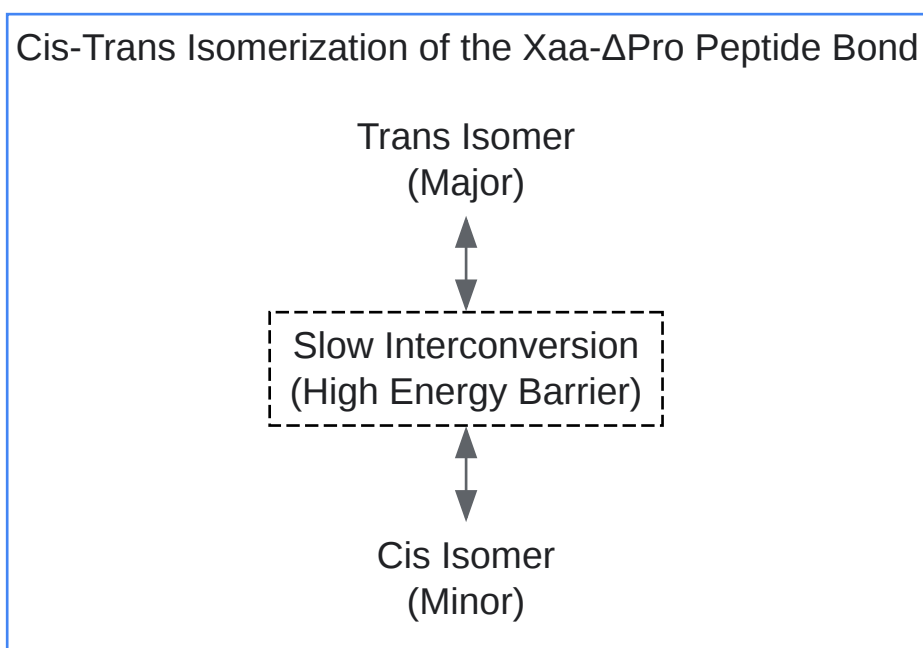 Cis-Trans Isomerization of the Xaa-ΔPro Peptide Bond
Trans Isomer
(Major)
Slow Interconversion
(High Energy Barrier)
Cis Isomer
(Minor)